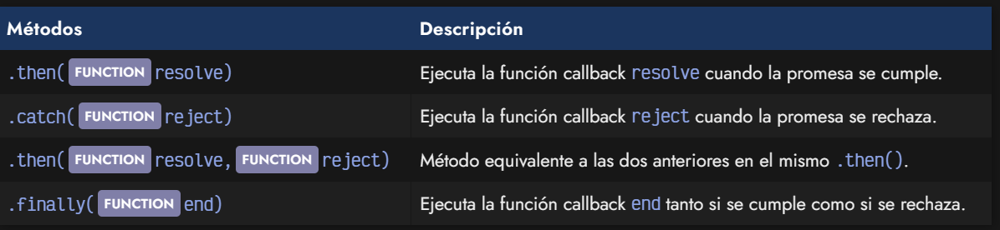 Métodos Descripción
.then( FUNCTION resolve) Ejecuta la función callback resolve cuando la promesa se cumple.
.catch( FUNCTION reject) Ejecuta la función callback reject cuando la promesa se rechaza.
.then( FUNCTION resolve, FUNCTION reject) Método equivalente a las dos anteriores en el mismo .then().
.finally( FUNCTION end) Ejecuta la función callback end tanto si se cumple como si se rechaza.